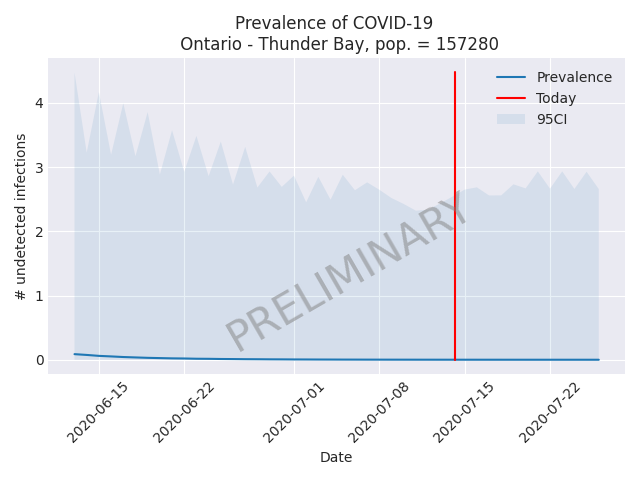 Prevalence of COVID-19
Ontario - Thunder Bay, pop. = 157280
Prevalence
Today
95CI
# undetected infections
4
3
2
1
0
PRELIMINARY
2020-06-15
2020-06-22
2020-07-01
2020-07-08
2020-07-15
2020-07-22
Date